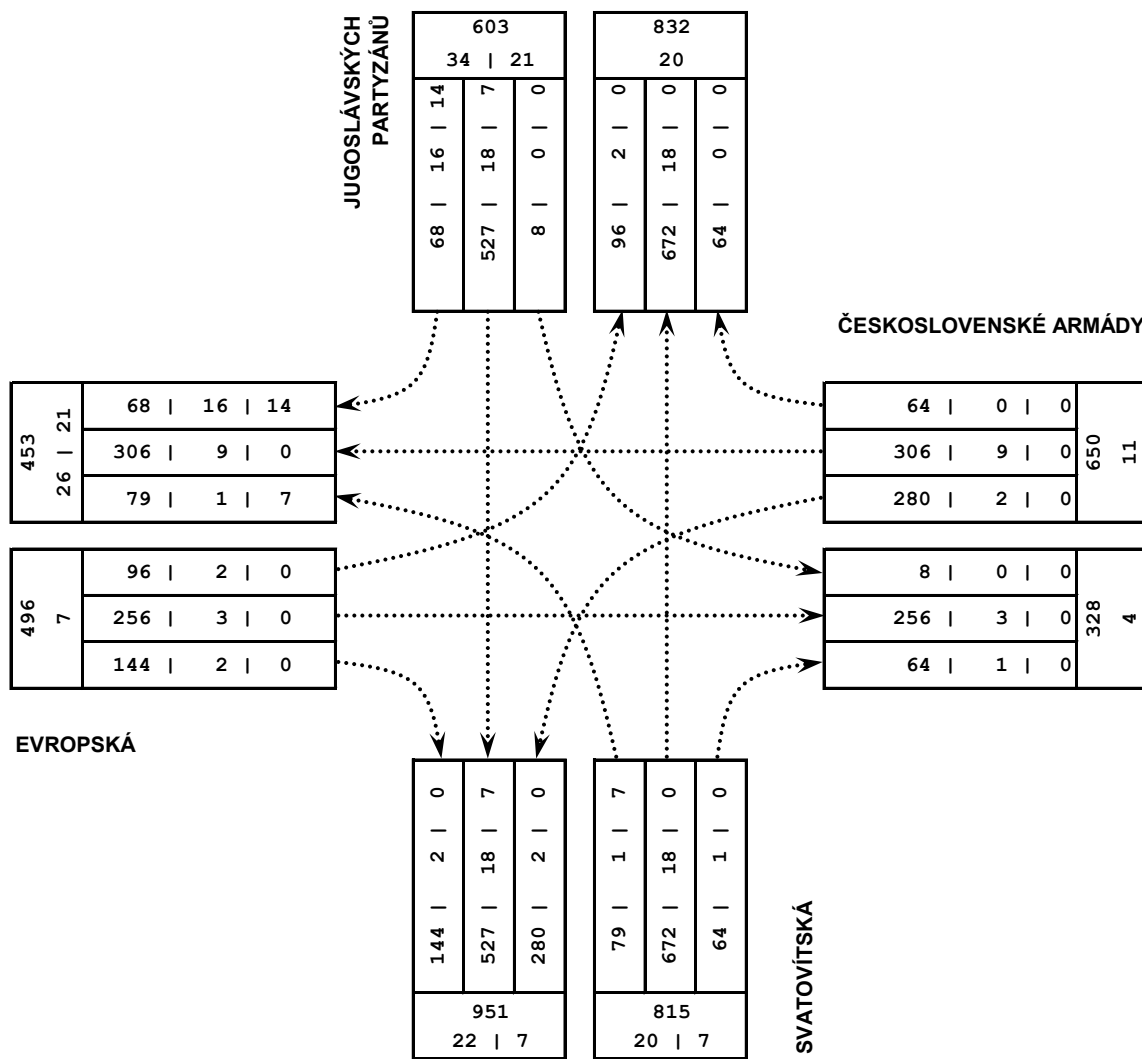 JUGOSLÁVSKÝCH
PARTYZÁNŮ
603
34 | 21
68 | 16 | 14
527 | 18 | 7
8 | 0 | 0
832
20
96 | 2 | 0
672 | 18 | 0
64 | 0 | 0
ČESKOSLOVENSKÉ ARMÁDY
453
26 | 21
68 | 16 | 14
306 | 9 | 0
79 | 1 | 7
64 | 0 | 0
306 | 9 | 0
280 | 2 | 0
650
11
496
7
96 | 2 | 0
256 | 3 | 0
144 | 2 | 0
8 | 0 | 0
256 | 3 | 0
64 | 1 | 0
328
4
EVROPSKÁ
144 | 2 | 0
527 | 18 | 7
280 | 2 | 0
951
22 | 7
79 | 1 | 7
672 | 18 | 0
64 | 1 | 0
815
20 | 7
SVATOVÍTSKÁ